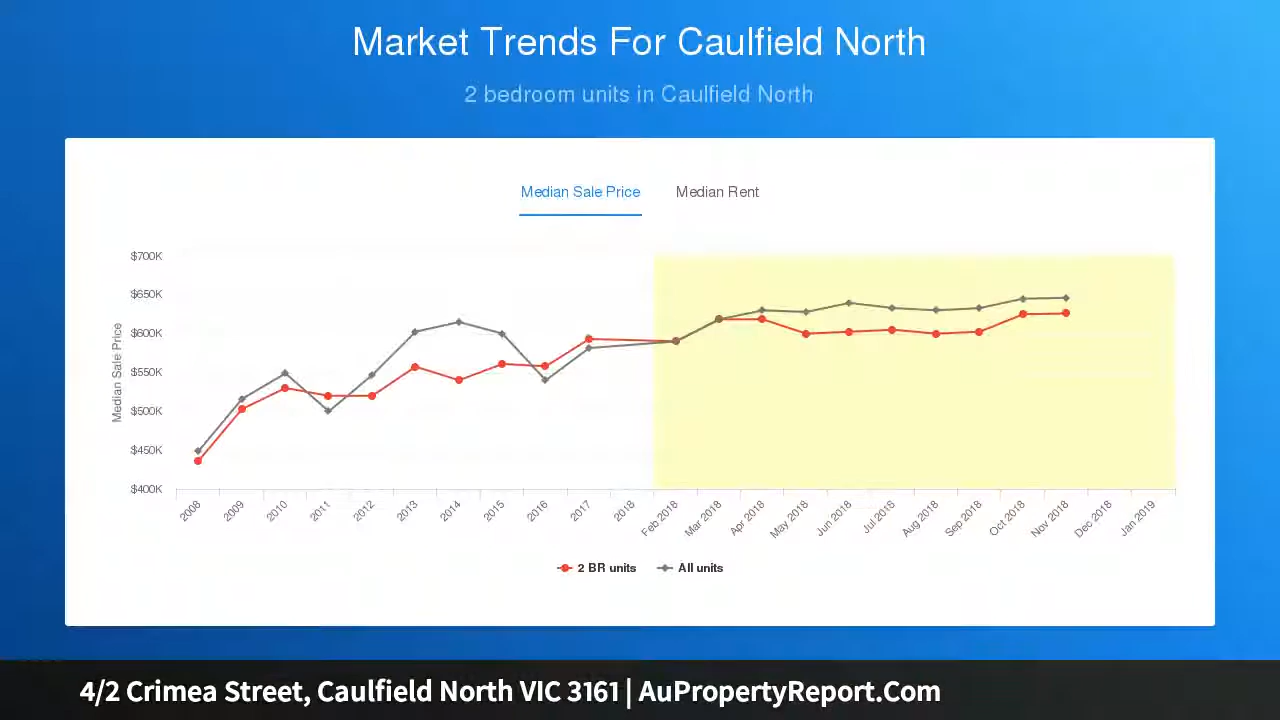 Market Trends For Caulfield North
2 bedroom units in Caulfield North
Median Sale Price Median Rent
Median Sale Price
$700K
$650K
$600K
$550K
$500K
$450K
$400K
2008 2009 2010 2011 2012 2013 2014 2015 2016 2017 2018 Feb 2018 Mar 2018 Apr 2018 May 2018 Jun 2018 Jul 2018 Aug 2018 Sep 2018 Oct 2018 Nov 2018 Dec 2018 Jan 2019
2 BR units All units
4/2 Crimea Street, Caulfield North VIC 3161 | AuPropertyReport.Com